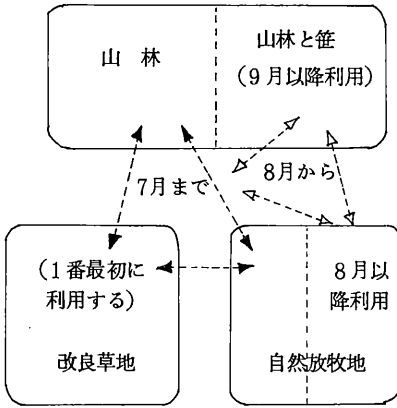 山林
山林と笹
(9月以降利用)
7月まで
8月から
(1番最初に
利用する)
改良草地
8月以
降利用
自然放牧地